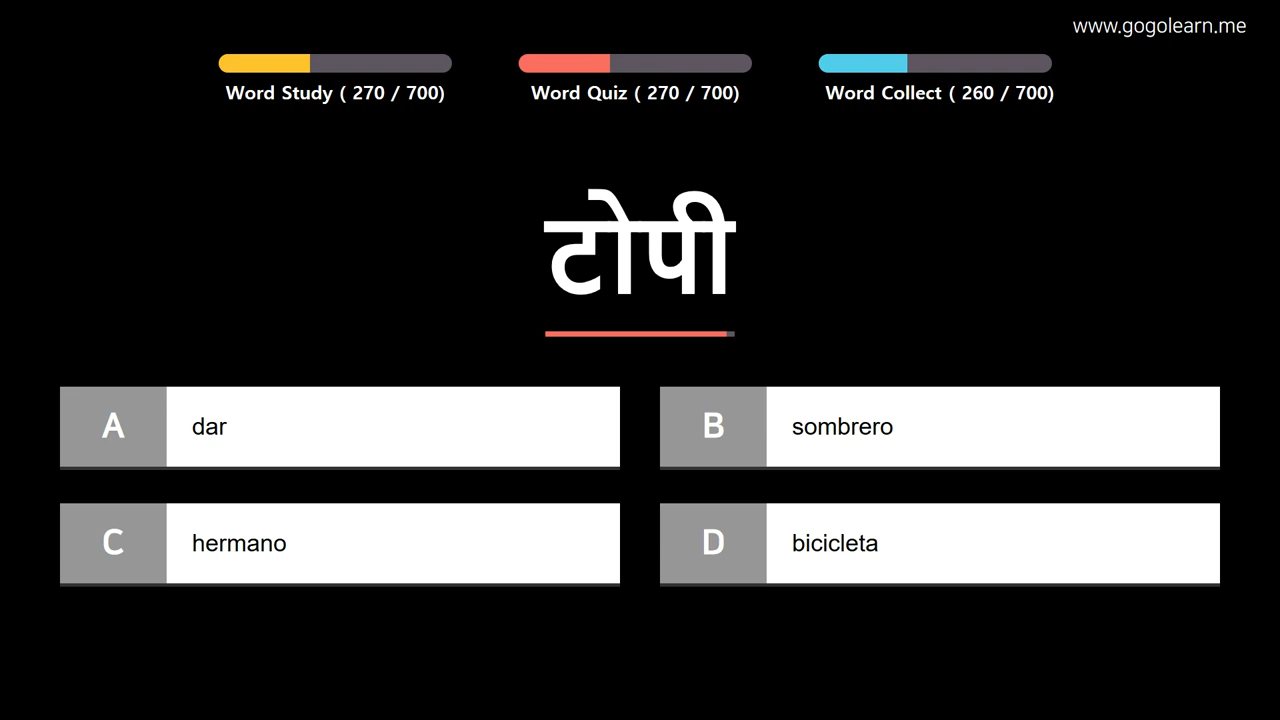 www.gogolearn.me
Word Study ( 270 / 700)
Word Quiz ( 270 / 700)
Word Collect ( 260 / 700)
टोपी
A dar
B sombrero
C hermano
D bicicleta